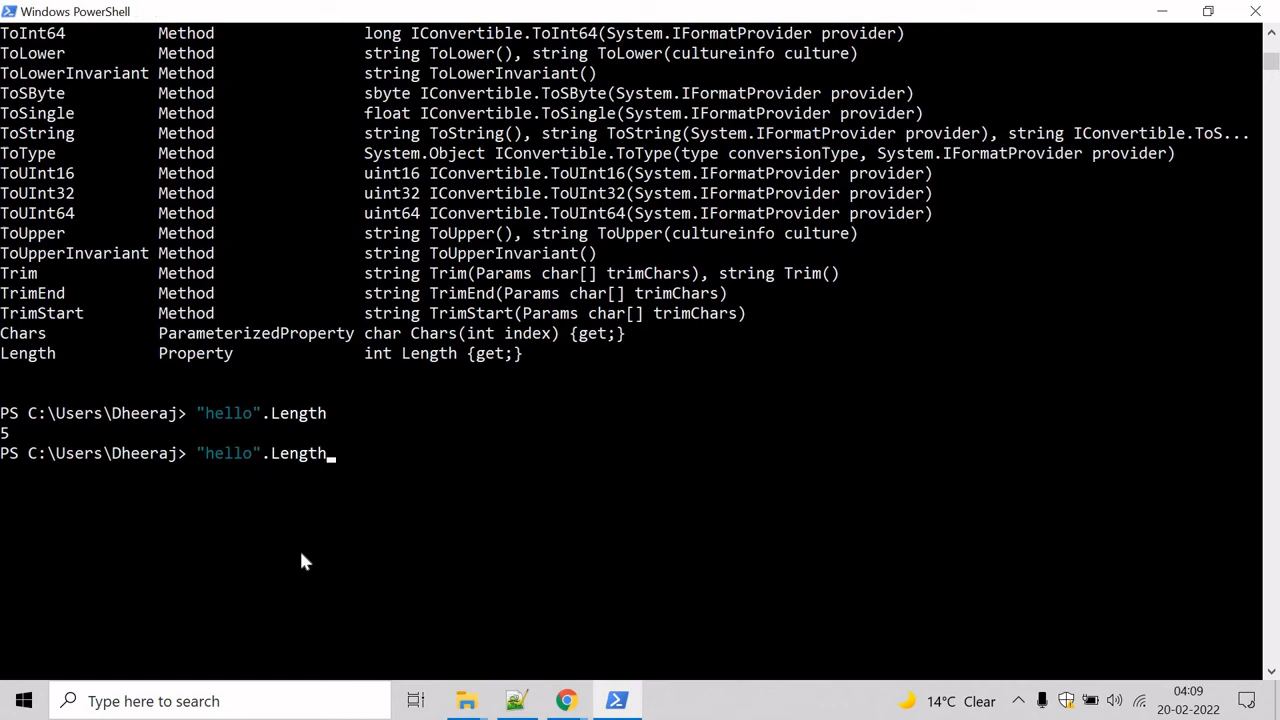 Windows PowerShell
ToInt64 Method long IConvertible.ToInt64(System.IFormatProvider provider)
ToLower Method string ToLower(), string ToLower(cultureinfo culture)
ToLowerInvariant Method string ToLowerInvariant()
ToSByte Method sbyte IConvertible.ToSByte(System.IFormatProvider provider)
ToSingle Method float IConvertible.ToSingle(System.IFormatProvider provider)
ToString Method string ToString(), string ToString(System.IFormatProvider provider), string IConvertible.ToS...
ToType Method System.Object IConvertible.ToType(type conversionType, System.IFormatProvider provider)
ToUInt16 Method uint16 IConvertible.ToUInt16(System.IFormatProvider provider)
ToUInt32 Method uint32 IConvertible.ToUInt32(System.IFormatProvider provider)
ToUInt64 Method uint64 IConvertible.ToUInt64(System.IFormatProvider provider)
ToUpper Method string ToUpper(), string ToUpper(cultureinfo culture)
ToUpperInvariant Method string ToUpperInvariant()
Trim Method string Trim(Params char[] trimChars), string Trim()
TrimEnd Method string TrimEnd(Params char[] trimChars)
TrimStart Method string TrimStart(Params char[] trimChars)
Chars ParameterizedProperty char Chars(int index) {get;}
Length Property int Length {get;}
PS C:\Users\Dheeraj> "hello".Length
5
PS C:\Users\Dheeraj> "hello".Length
Type here to search
14°C Clear
04:09
20-02-2022